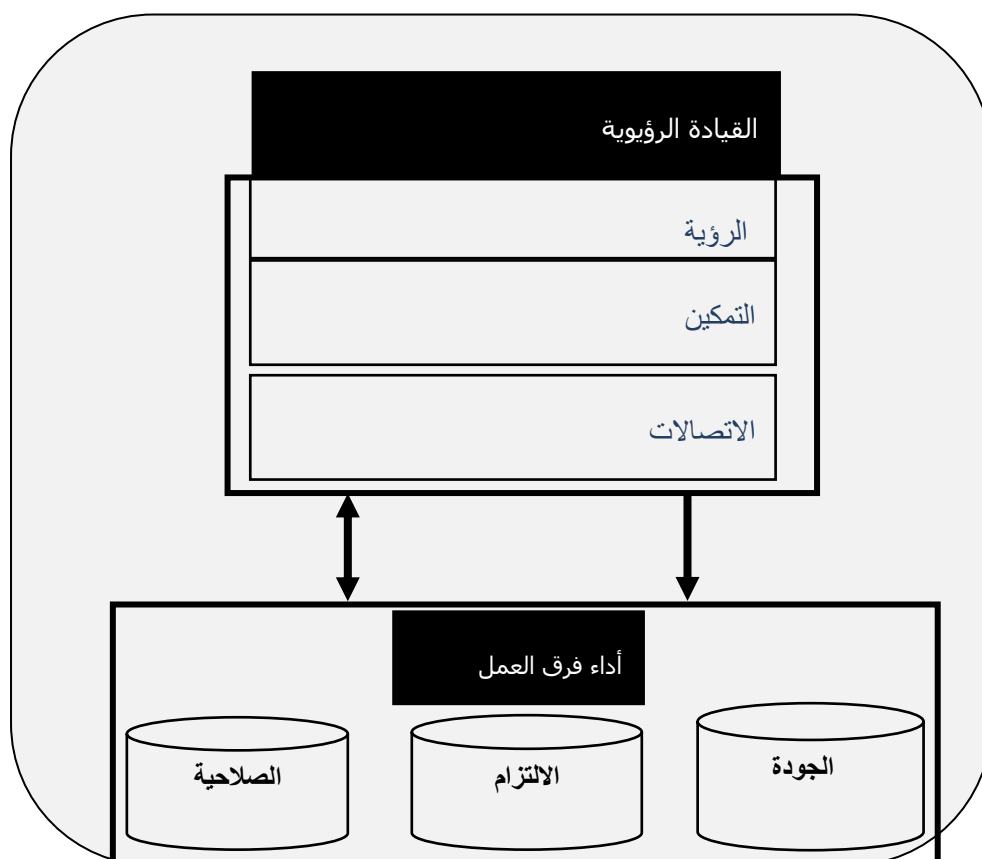 القيادة الرؤيوية
الرؤية
التمكين
الاتصالات
أداء فرق العمل
الجودة
الالتزام
الصلاحية